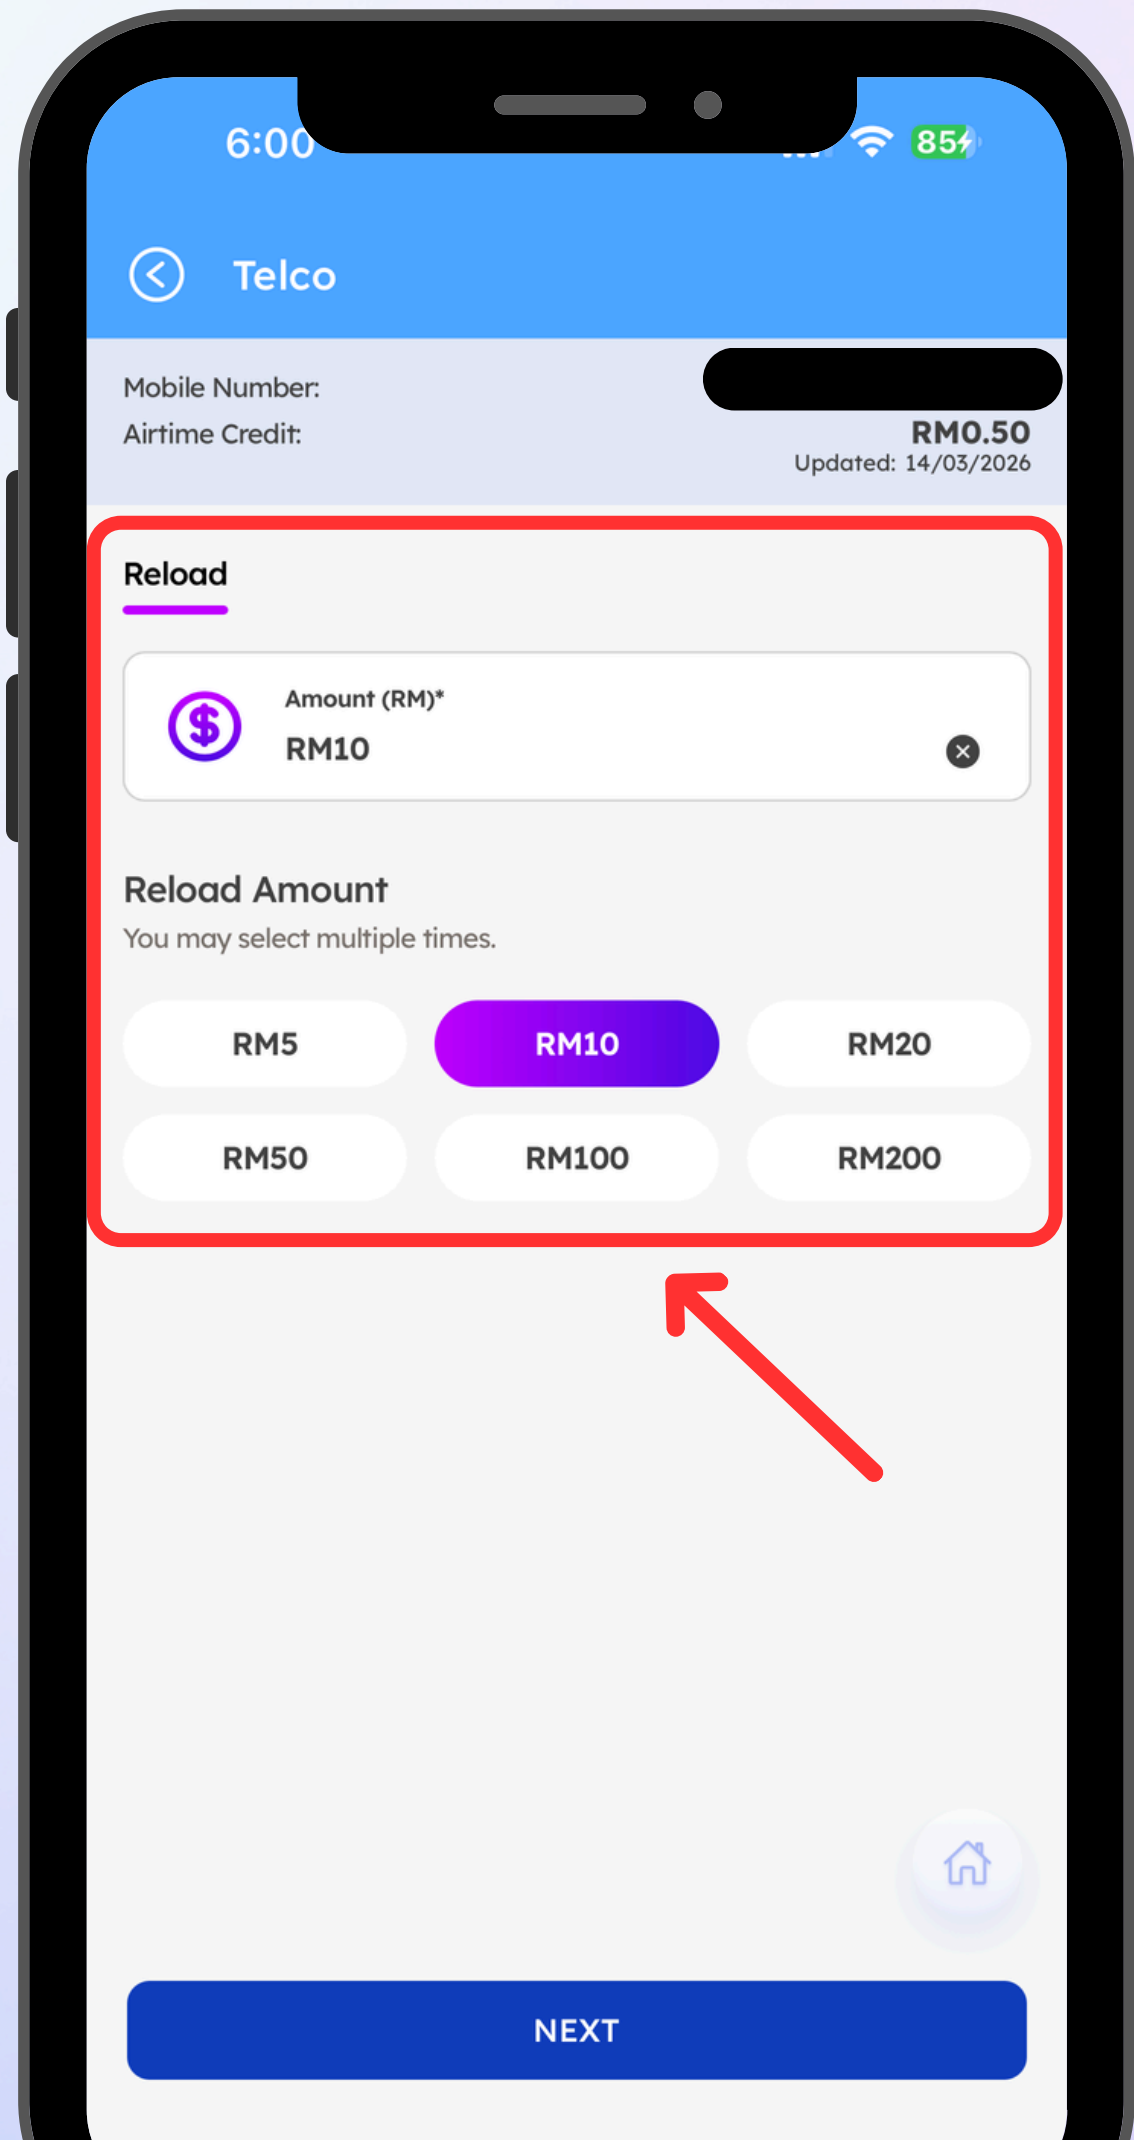 6:00
85
Telco
Mobile Number:
Airtime Credit:
RM0.50
Updated: 14/03/2026
Reload
Amount (RM)*
RM10
Reload Amount
You may select multiple times.
RM5 RM10 RM20
RM50 RM100 RM200
NEXT